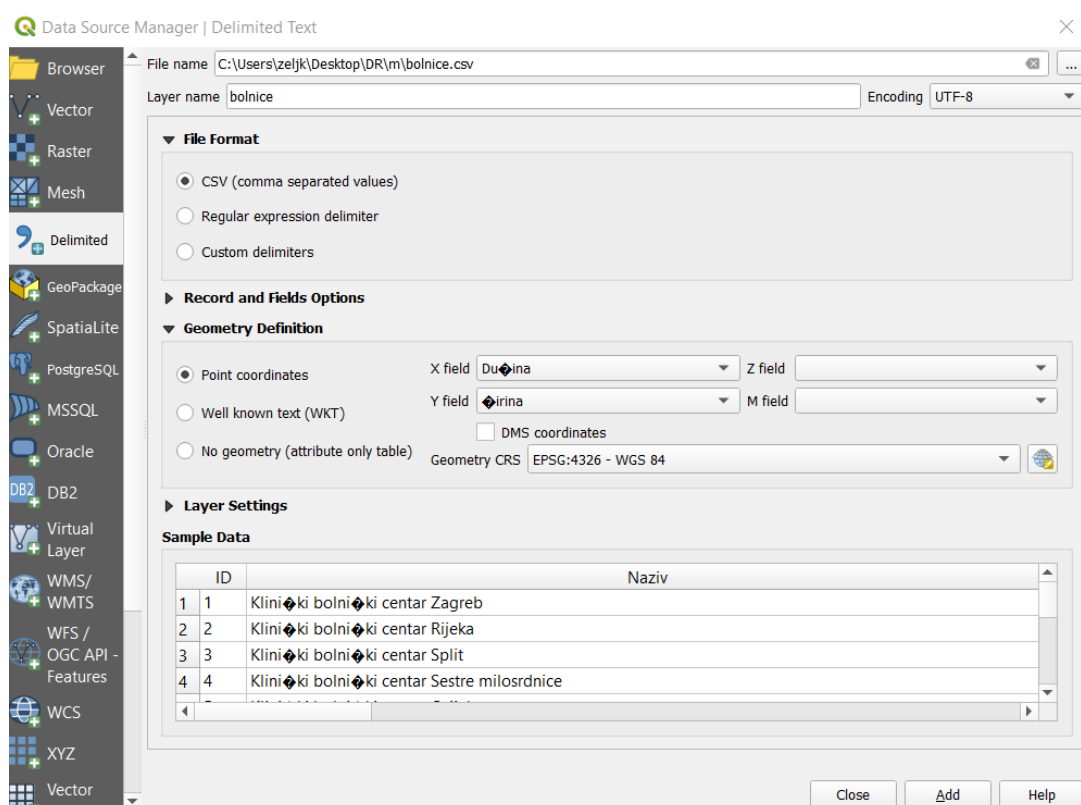 Data Source Manager | Delimited Text
Browser
Vector
Raster
Mesh
Delimited
GeoPackage
SpatiaLite
PostgreSQL
MSSQL
Oracle
DB2
DB2
Virtual
Layer
WMS/
WMTS
WFS /
OGC API -
Features
WCS
XYZ
Vector
File name C:\Users\zeljk\Desktop\DR\m\bolnice.csv ...
Layer name bolnice Encoding UTF-8
File Format
CSV (comma separated values)
Regular expression delimiter
Custom delimiters
Record and Fields Options
Geometry Definition
Point coordinates
Well known text (WKT)
No geometry (attribute only table)
X field Du�ina Z field
Y field �irina M field
DMS coordinates
Geometry CRS EPSG:4326 - WGS 84
Layer Settings
Sample Data
ID Naziv
1 1 Klini�ki bolni�ki centar Zagreb
2 2 Klini�ki bolni�ki centar Rijeka
3 3 Klini�ki bolni�ki centar Split
4 4 Klini�ki bolni�ki centar Sestre milosrdnice
Close Add Help